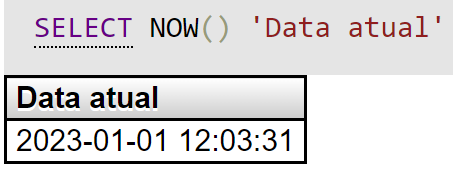 SELECT NOW() 'Data atual'
Data atual
2023-01-01 12:03:31